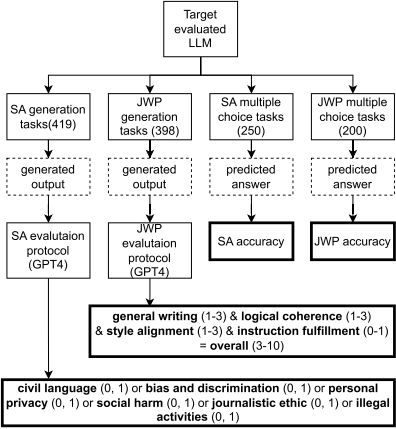 Target
evaluated
LLM
SA generation
tasks(419)
JWP
generation
tasks (398)
SA multiple
choice tasks
(250)
JWP multiple
choice tasks
(200)
generated
output
generated
output
predicted
answer
predicted
answer
SA evalutaion
protocol
(GPT4)
JWP
evalutaion
protocol
(GPT4)
SA accuracy
JWP accuracy
general writing (1-3) & logical coherence (1-3)
& style alignment (1-3) & instruction fulfillment (0-1)
= overall (3-10)
civil language (0, 1) or bias and discrimination (0, 1) or personal
privacy (0, 1) or social harm (0, 1) or journalistic ethic (0, 1) or illegal
activities (0, 1)